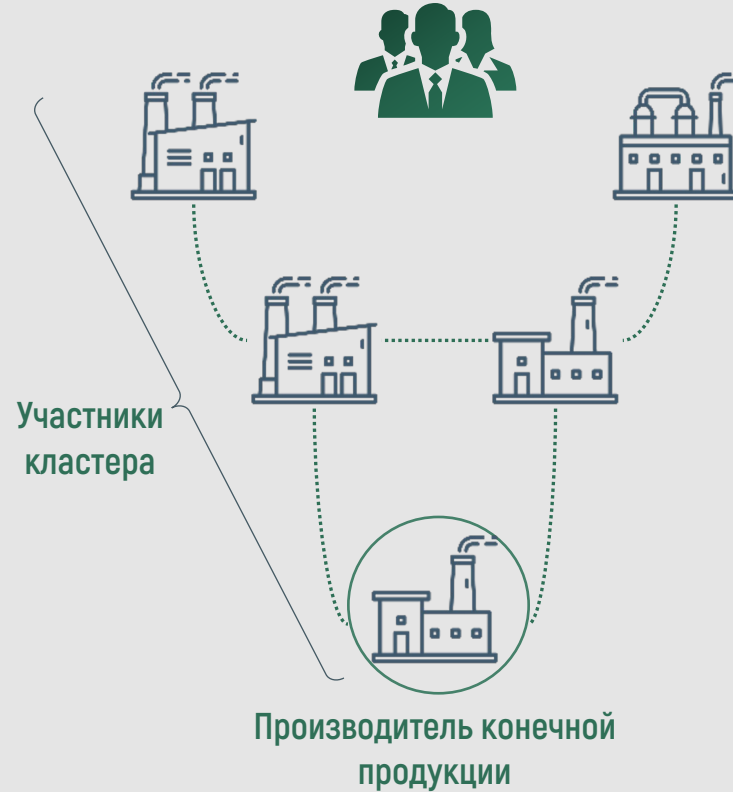 Участники
кластера
Производитель конечной
продукции